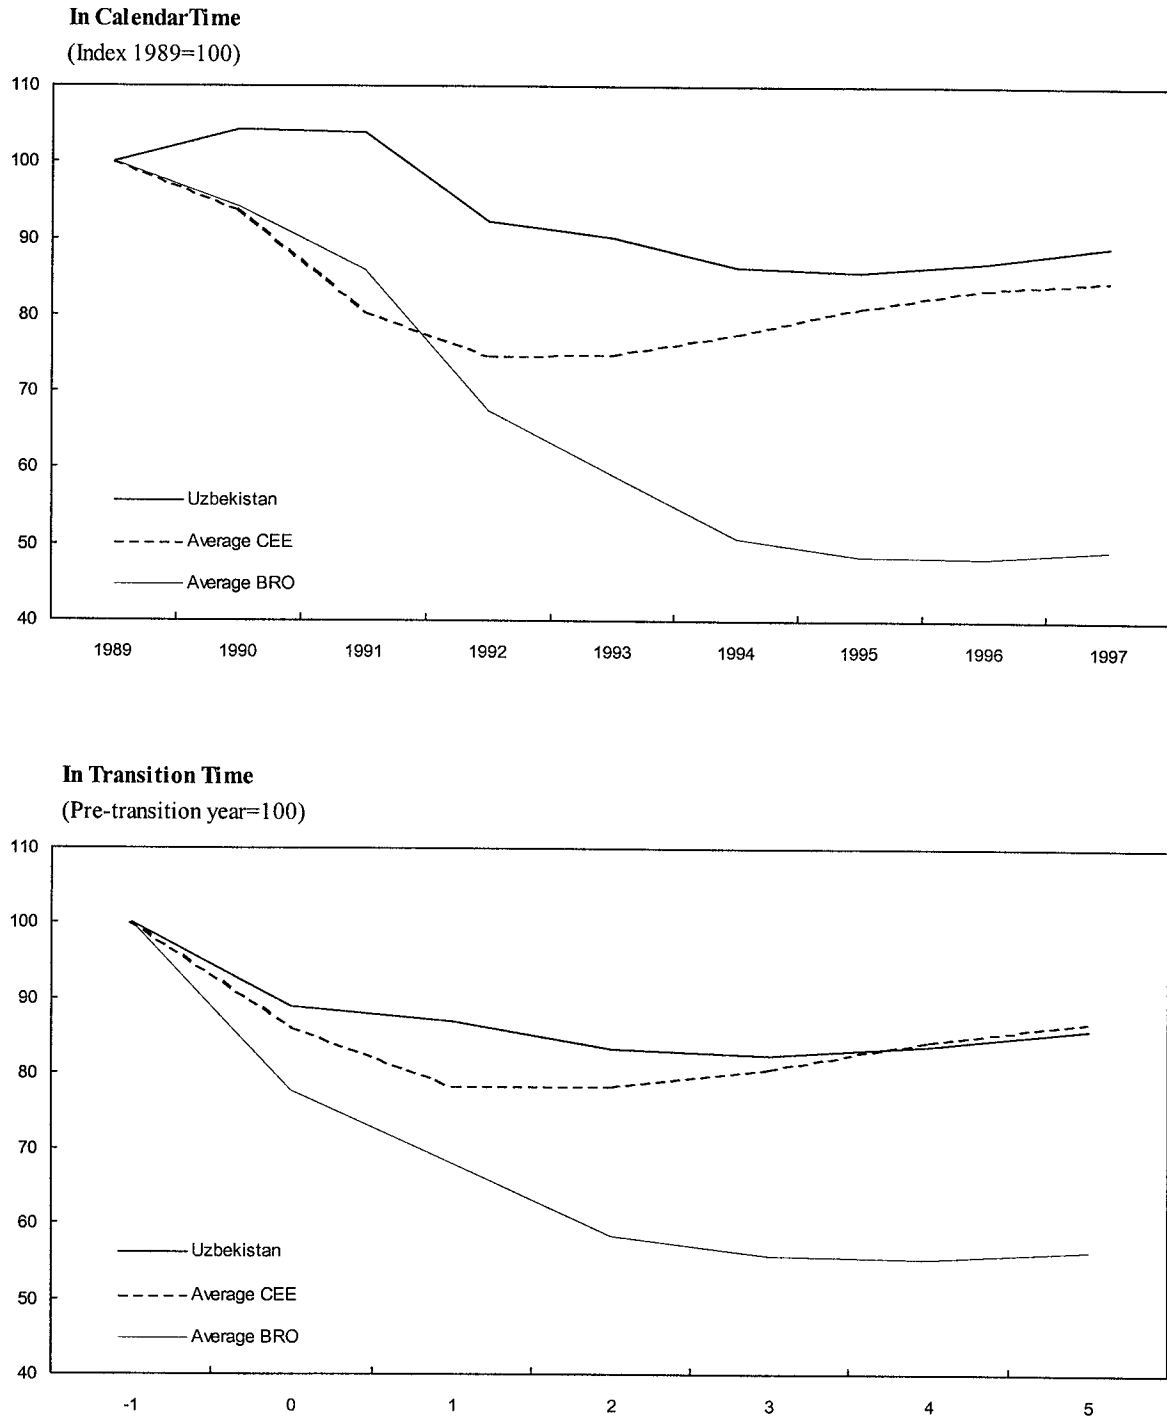 In Calendar Time
(Index 1989=100)
110
100
90
80
70
60
50
40
Uzbekistan
Average CEE
Average BRO
1989 1990 1991 1992 1993 1994 1995 1996 1997
In Transition Time
(Pre-transition year=100)
110
100
90
80
70
60
50
40
Uzbekistan
Average CEE
Average BRO
-1 0 1 2 3 4 5